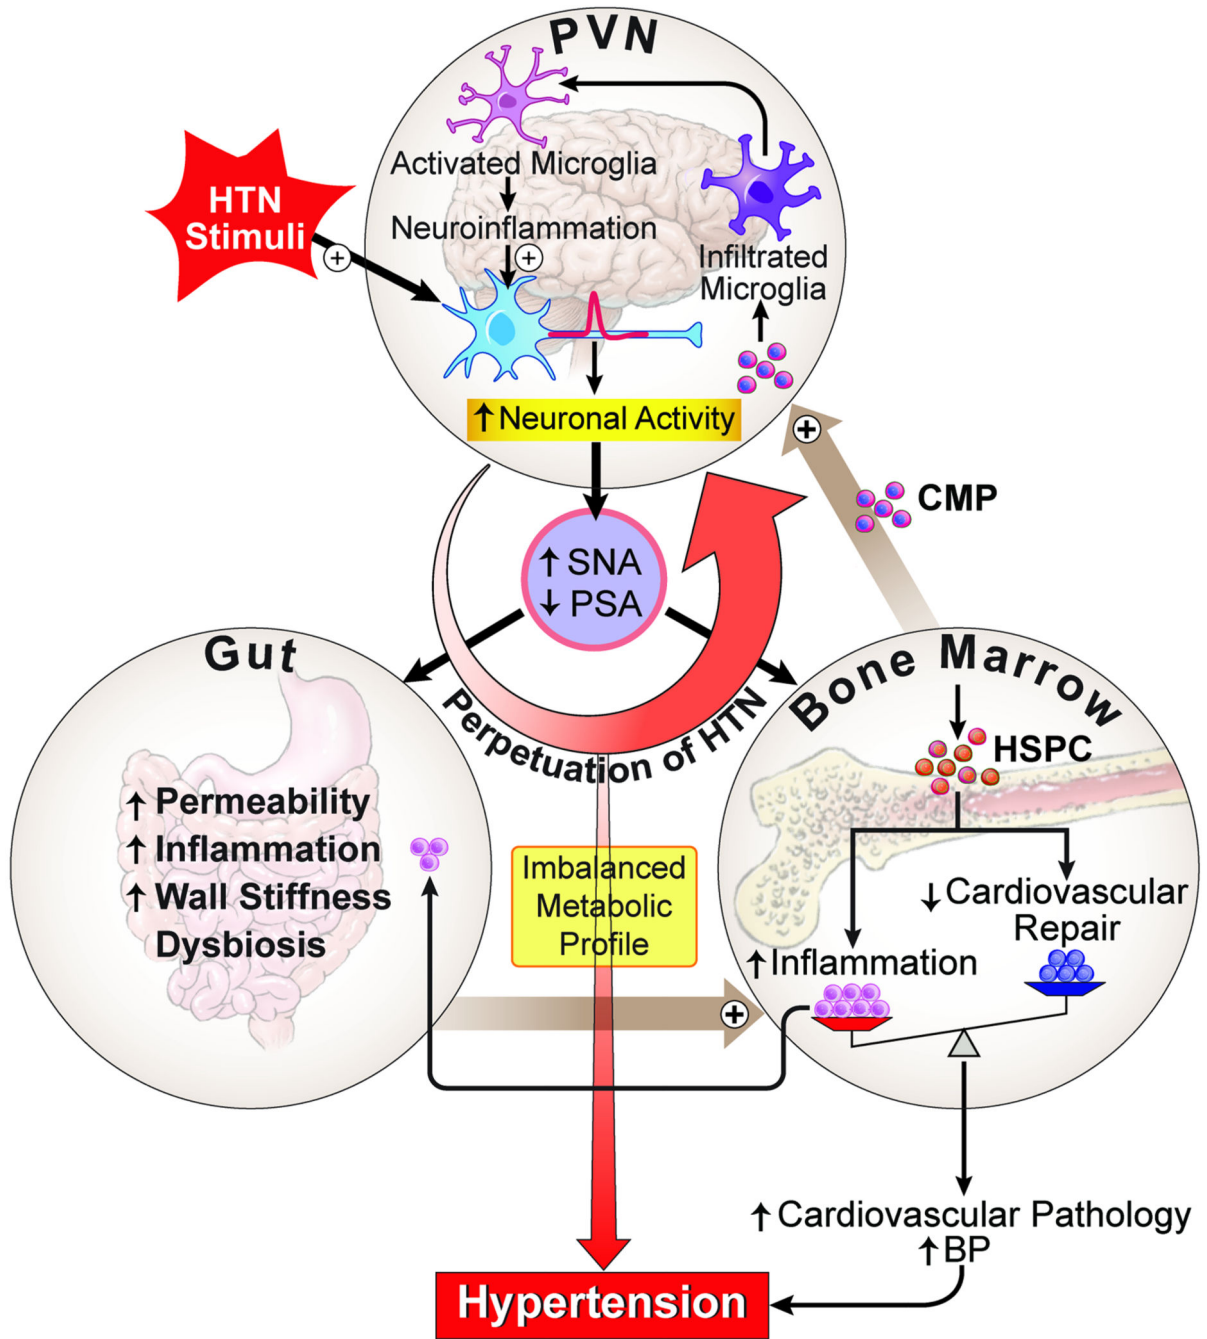 PVN
Activated Microglia
HTN
Stimuli
+
Neuroinflammation
+
Infiltrated
Microglia
↑ Neuronal Activity
+
CMP
↑ SNA
↓ PSA
Gut
Perpetuation of HTN
Bone Marrow
HSPC
↑ Permeability
↑ Inflammation
↑ Wall Stiffness
Dysbiosis
Imbalanced
Metabolic
Profile
↓ Cardiovascular
Repair
↑ Inflammation
+
↑ Cardiovascular Pathology
↑ BP
Hypertension